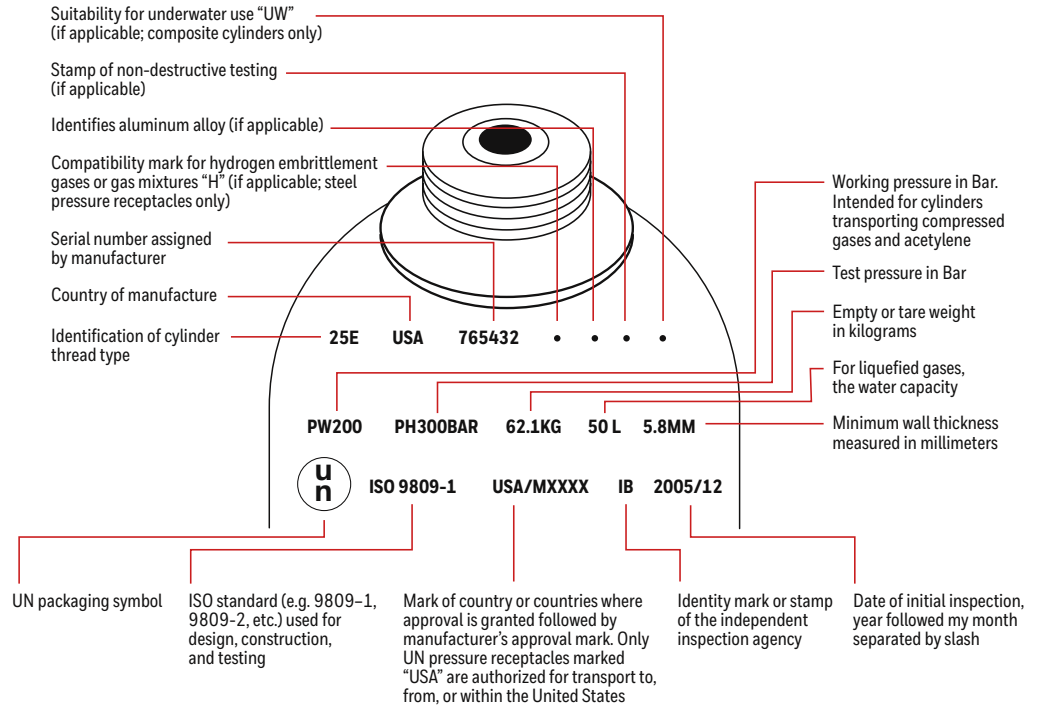 Suitability for underwater use “UW”
(if applicable; composite cylinders only)
Stamp of non-destructive testing
(if applicable)
Identifies aluminum alloy (if applicable)
Compatibility mark for hydrogen embrittlement
gases or gas mixtures “H” (if applicable; steel
pressure receptacles only)
Serial number assigned
by manufacturer
Country of manufacture
Identification of cylinder
thread type
Working pressure in Bar.
Intended for cylinders
transporting compressed
gases and acetylene
Test pressure in Bar
Empty or tare weight
in kilograms
For liquefied gases,
the water capacity
Minimum wall thickness
measured in millimeters
25E USA 765432 • • • •
PW200 PH300BAR 62.1KG 50 L 5.8MM
u
n
ISO 9809-1 USA/MXXXX IB 2005/12
UN packaging symbol
ISO standard (e.g. 9809–1,
9809-2, etc.) used for
design, construction,
and testing
Mark of country or countries where
approval is granted followed by
manufacturer’s approval mark. Only
UN pressure receptacles marked
“USA” are authorized for transport to,
from, or within the United States
Identity mark or stamp
of the independent
inspection agency
Date of initial inspection,
year followed my month
separated by slash